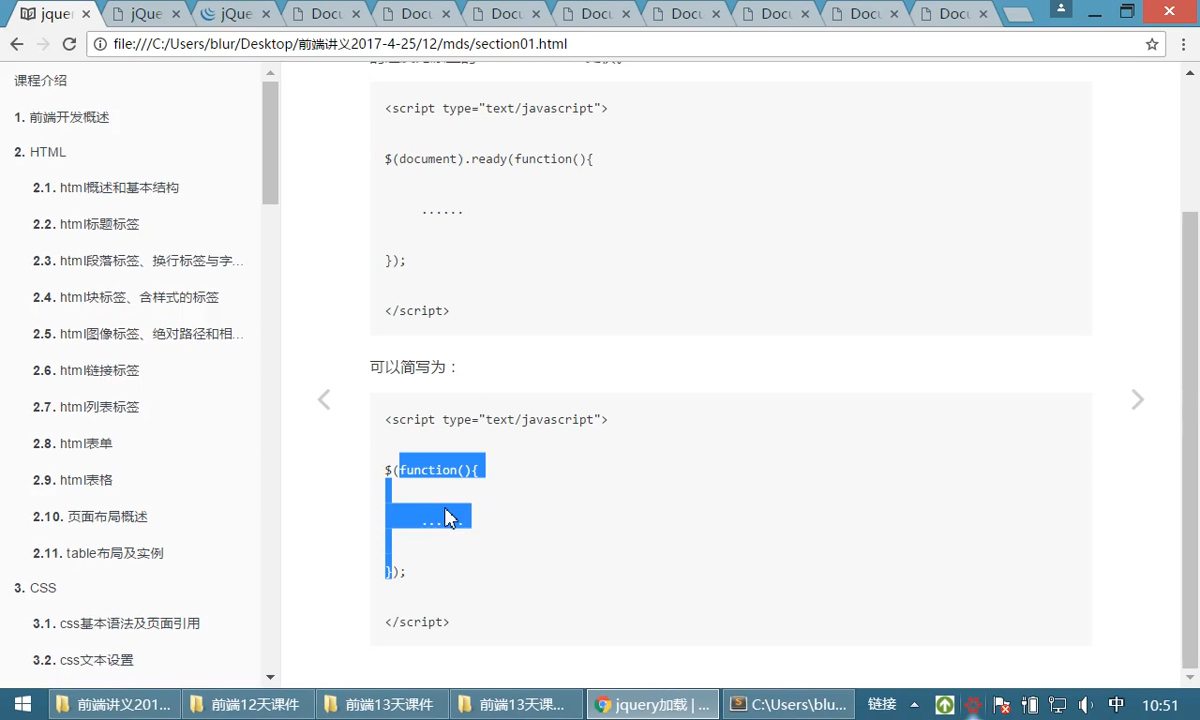 jquer
jQue
jQue
Docu
Docu
Docu
Docu
Docu
Docu
Docu
Docu
file:///C:/Users/blur/Desktop/前端讲义2017-4-25/12/mds/section01.html
课程介绍
1. 前端开发概述
2. HTML
2.1. html概述和基本结构
2.2. html标题标签
2.3. html段落标签、换行标签与字...
2.4. html块标签、含样式的标签
2.5. html图像标签、绝对路径和相...
2.6. html链接标签
2.7. html列表标签
2.8. html表单
2.9. html表格
2.10. 页面布局概述
2.11. table布局及实例
3. CSS
3.1. css基本语法及页面引用
3.2. css文本设置
<script type="text/javascript">
$(document).ready(function(){
......
});
</script>
可以简写为：
<script type="text/javascript">
$(function(){
......
});
</script>
前端讲义201...
前端12天课件
前端13天课件
前端13天课...
jquery加载 | ...
C:\Users\blu...
链接
中
10:51